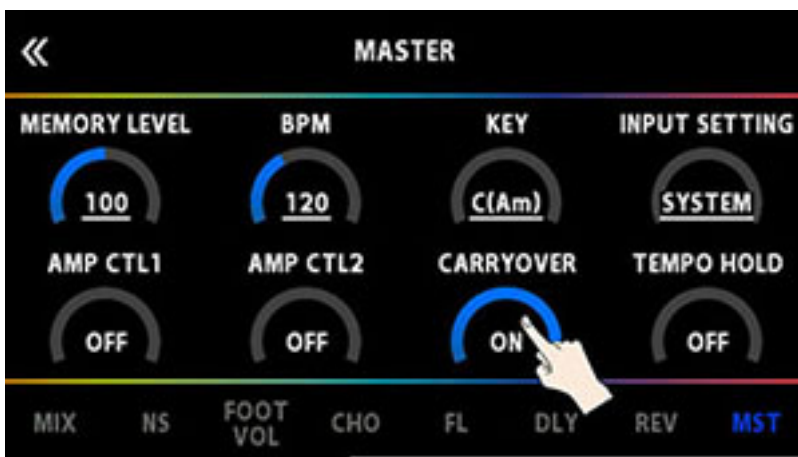 MASTER
MEMORY LEVEL BPM KEY INPUT SETTING
100 120 C(Am) SYSTEM
AMP CTL1 AMP CTL2 CARRYOVER TEMPO HOLD
OFF OFF ON OFF
MIX NS FOOT VOL CHO FL DLY REV MST